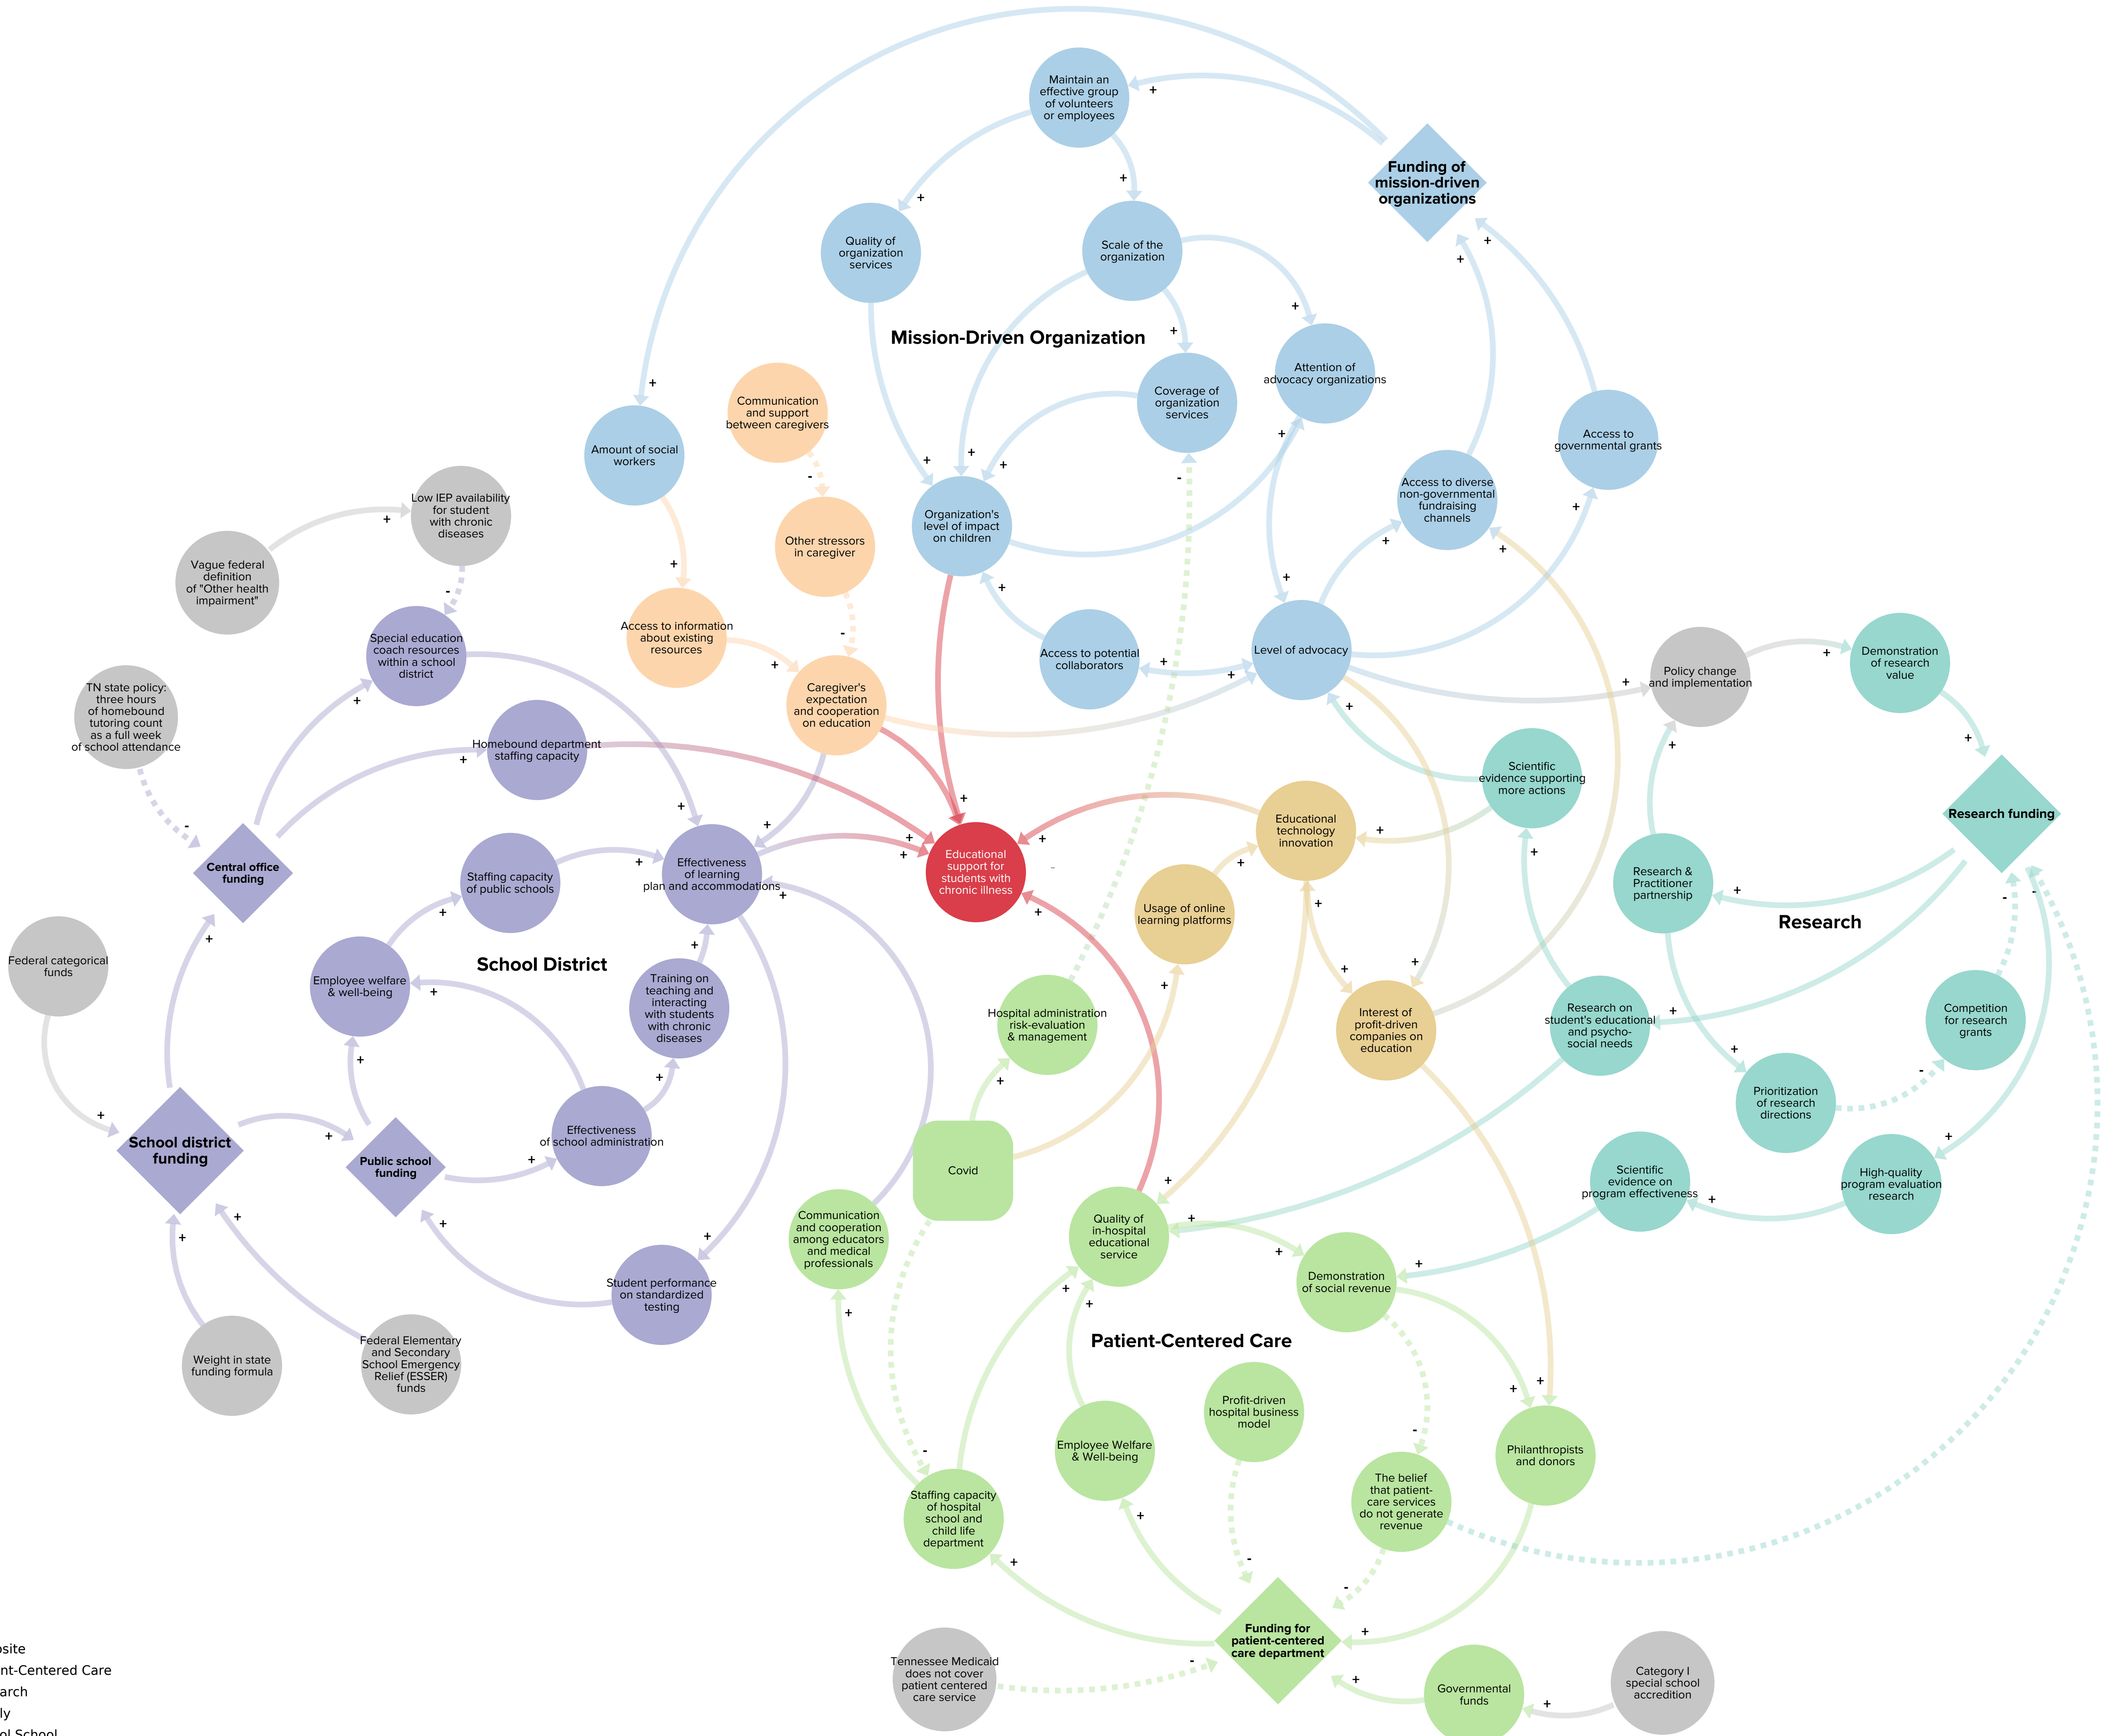 Maintain an
effective group
of volunteers
or employees
+
Funding of
mission-driven
organizations
+
+
Quality of
organization
services
Scale of the
organization
+
+
+
+
Mission-Driven Organization
Attention of
advocacy organizations
Coverage of
organization
services
Communication
and support
between caregivers
+
Amount of social
workers
+
Access to
governmental grants
+
+
+
-
-
Access to diverse
non-governmental
fundraising
channels
Low IEP availability
for student
with chronic
diseases
+
Organization's
level of impact
on children
Other stressors
in caregiver
+
+
+
Vague federal
definition
of "Other health
impairment"
+
+
+
-
Access to information
about existing
resources
-
Special education
coach resources
within a school
district
+
Access to potential
collaborators
+
+
Level of advocacy
+
Policy change
and implementation
+
Demonstration
of research
value
TN state policy:
three hours
of homebound
tutoring count
as a full week
of school attendance
+
Caregiver's
expectation
and cooperation
on education
+
+
+
Homebound department
staffing capacity
+
Scientific
evidence supporting
more actions
-
+
+
+
Research funding
Educational
technology
innovation
+
+
+
+
+
Central office
funding
Staffing capacity
of public schools
+
Effectiveness
of learning
plan and accommodations
+
Educational
support for
students with
chronic illness
-
+
+
Research &
Practitioner
partnership
+
-
-
Usage of online
learning platforms
+
+
+
Research
+
+
School District
Federal categorical
funds
Employee welfare
& well-being
+
Training on
teaching and
interacting
with students
with chronic
diseases
+
+
+
Hospital administration
risk-evaluation
& management
Interest of
profit-driven
companies on
education
Research on
student's educational
and psycho-
social needs
+
Competition
for research
grants
+
+
+
+
-
Prioritization
of research
directions
+
School district
funding
+
Effectiveness
of school administration
+
Public school
funding
+
Covid
+
Scientific
evidence on
program effectiveness
+
High-quality
program evaluation
research
+
+
+
Communication
and cooperation
among educators
and medical
professionals
Quality of
in-hospital
educational
service
+
+
+
+
Demonstration
of social revenue
Student performance
on standardized
testing
+
+
+
Patient-Centered Care
Weight in state
funding formula
Federal Elementary
and Secondary
School Emergency
Relief (ESSER)
funds
+
+
Profit-driven
hospital business
model
-
-
Employee Welfare
& Well-being
Philanthropists
and donors
The belief
that patient-
care services
do not generate
revenue
Staffing capacity
of hospital
school and
child life
department
+
+
-
-
Funding for
patient-centered
care department
+
-
Tennessee Medicaid
does not cover
patient centered
care service
+
Governmental
funds
+
Category I
special school
accredition
site
nt-Centered Care
arch
ly
ol School